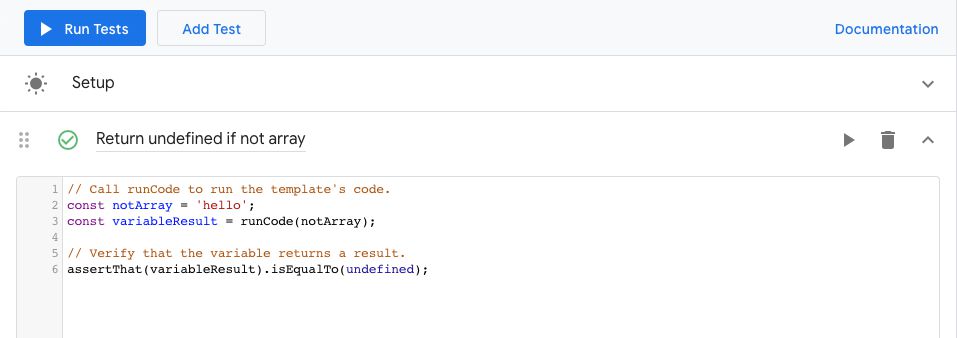 Run Tests Add Test Documentation
Setup
Return undefined if not array
1 // Call runCode to run the template's code.
2 const notArray = 'hello';
3 const variableResult = runCode(notArray);
4
5 // Verify that the variable returns a result.
6 assertThat(variableResult).isEqualTo(undefined);